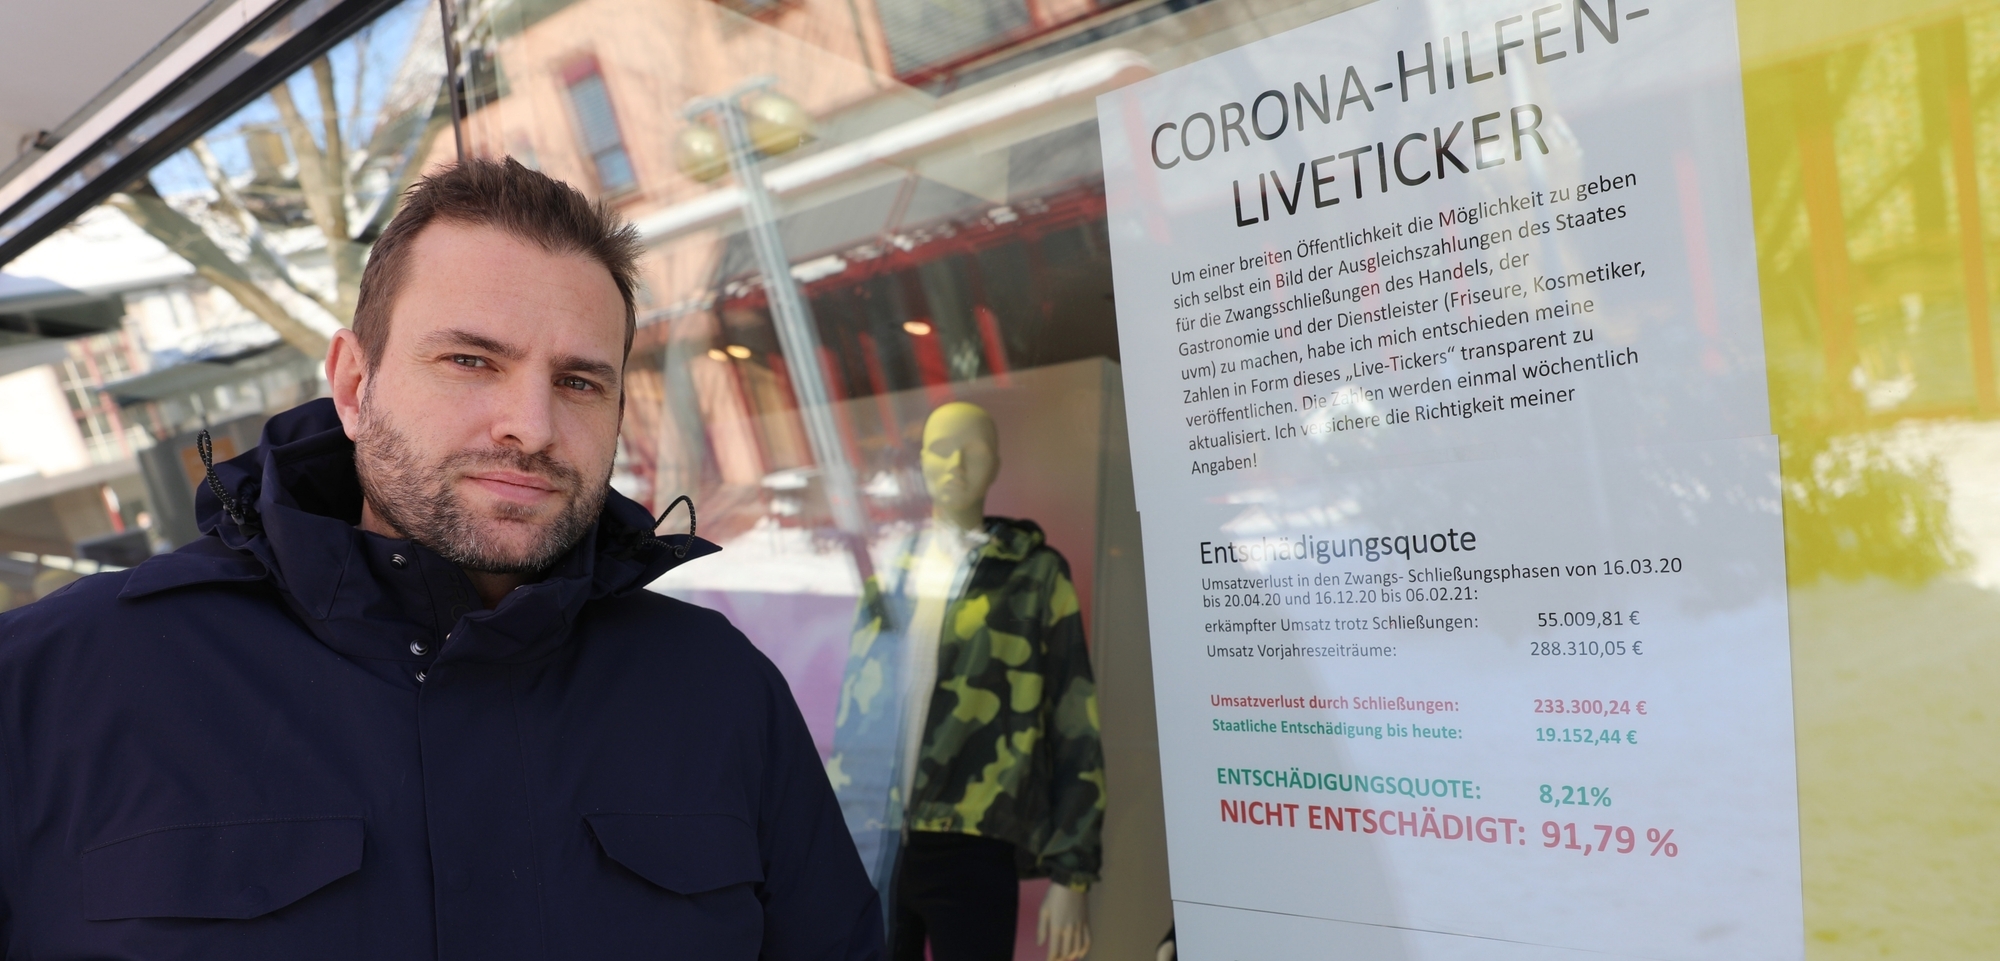 CORONA-HILFEN-
LIVETICKER
Um einer breiten Öffentlichkeit die Möglichkeit zu geben
sich selbst ein Bild der Ausgleichszahlungen des Staates
für die Zwangsschließungen des Handels, der
Gastronomie und der Dienstleister (Friseure, Kosmetiker,
uvm) zu machen, habe ich mich entschieden meine
Zahlen in Form dieses „Live-Tickers“ transparent zu
veröffentlichen. Die Zahlen werden einmal wöchentlich
aktualisiert. Ich versichere die Richtigkeit meiner
Angaben!
Entschädigungsquote
Umsatzverlust in den Zwangs- Schließungsphasen von 16.03.20
bis 20.04.20 und 16.12.20 bis 06.02.21:
erkämpfter Umsatz trotz Schließungen: 55.009,81 €
Umsatz Vorjahreszeiträume: 288.310,05 €
Umsatzverlust durch Schließungen: 233.300,24 €
Staatliche Entschädigung bis heute: 19.152,44 €
ENTSCHÄDIGUNGSQUOTE: 8,21%
NICHT ENTSCHÄDIGT: 91,79 %